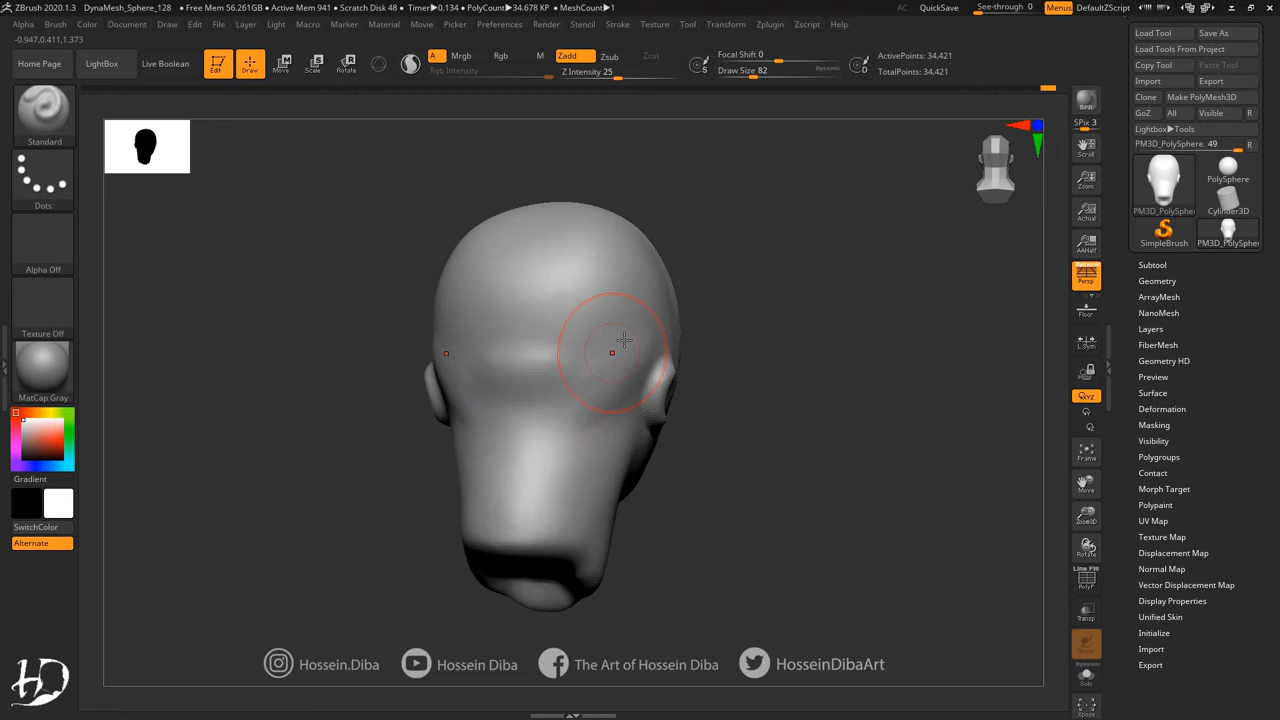 ZBrush 2020.1.3 DynaMesh_Sphere_128 • Free Mem 56.261GB • Active Mem 941 • Scratch Disk 48 • Timer▶0.134 • PolyCount▶34.678 KP • MeshCount▶1 AC QuickSave See-through 0 Menus DefaultZScript
Alpha Brush Color Document Draw Edit File Layer Light Macro Marker Material Movie Picker Preferences Render Stencil Stroke Texture Tool Transform Zplugin Zscript
-0.947,0.411,1.373
Home Page LightBox Live Boolean Edit Draw Move Scale Rotate
A Mrgb Rgb M Zadd Zsub Zcut
Rgb Intensity Z Intensity 25
Focal Shift 0
Draw Size 82 Dynamic
S D
ActivePoints: 34,421
TotalPoints: 34,421
Standard
Dots
Alpha Off
Texture Off
MatCap Gray
Gradient
SwitchColor
Alternate
HD
Hossein.Diba Hossein Diba The Art of Hossein Diba HosseinDibaArt
BPR
SPix 3
Scroll
Zoom
Actual
AAHalf
Dynamic
Persp
Floor
L.Sym
XYZ
Frame
Move
Zoom3D
Rotate
Line Fill
PolyF
Transp
Dynamic
Solo
Xpose
Load Tool Save As
Load Tools From Project
Copy Tool Paste Tool
Import Export
Clone Make PolyMesh3D
GoZ All Visible R
Lightbox▶Tools
PM3D_PolySphere. 49 R
PolySphere
PM3D_PolySphe Cylinder3D
SimpleBrush PM3D_PolySphe
Subtool
Geometry
ArrayMesh
NanoMesh
Layers
FiberMesh
Geometry HD
Preview
Surface
Deformation
Masking
Visibility
Polygroups
Contact
Morph Target
Polypaint
UV Map
Texture Map
Displacement Map
Normal Map
Vector Displacement Map
Display Properties
Unified Skin
Initialize
Import
Export